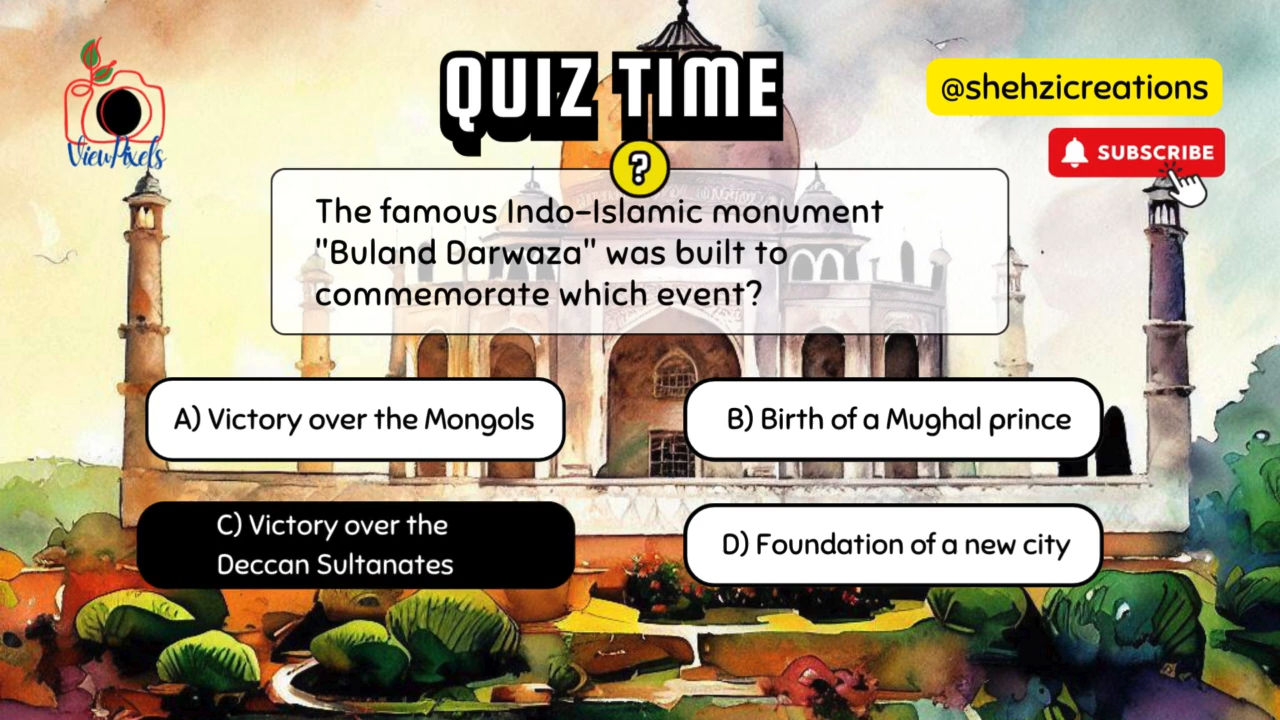 QUIZ TIME
@shehzicreations
ViewPixels
SUBSCRIBE
?
The famous Indo-Islamic monument
"Buland Darwaza" was built to
commemorate which event?
A) Victory over the Mongols
B) Birth of a Mughal prince
C) Victory over the
Deccan Sultanates
D) Foundation of a new city